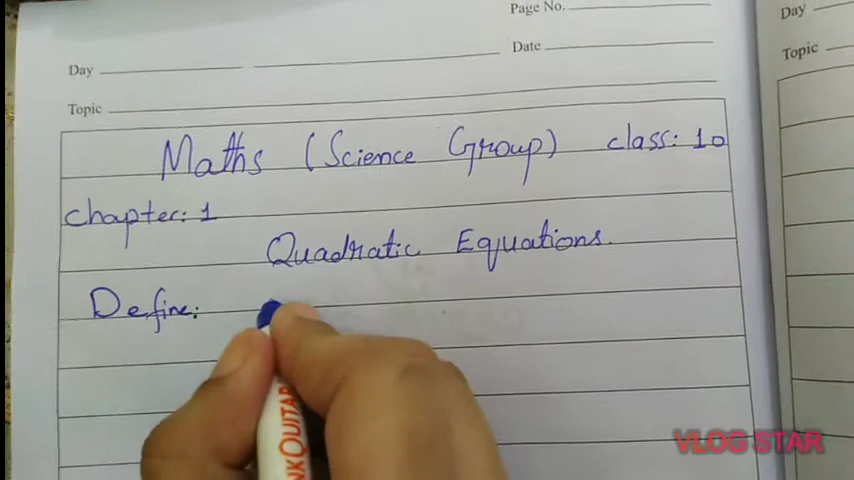 Page No.
Day
Day
Date
Topic
Topic
Maths (Science Group) class: 10
chapter: 1
Quadratic Equations.
Define:
QUITAB
VLOG STAR